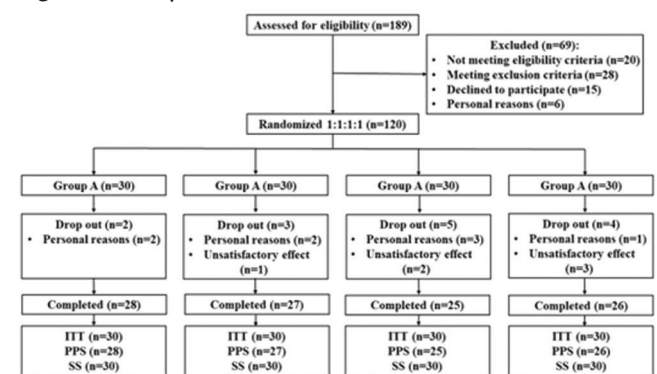 Assessed for eligibility (n=189)
Excluded (n=69):
• Not meeting eligibility criteria (n=20)
• Meeting exclusion criteria (n=28)
• Declined to participate (n=15)
• Personal reasons (n=6)
Randomized 1:1:1:1 (n=120)
Group A (n=30)
Drop out (n=2)
• Personal reasons (n=2)
Completed (n=28)
ITT (n=30)
PPS (n=28)
SS (n=30)
Group A (n=30)
Drop out (n=3)
• Personal reasons (n=2)
• Unsatisfactory effect
(n=1)
Completed (n=27)
ITT (n=30)
PPS (n=27)
SS (n=30)
Group A (n=30)
Drop out (n=5)
• Personal reasons (n=3)
• Unsatisfactory effect
(n=2)
Completed (n=25)
ITT (n=30)
PPS (n=25)
SS (n=30)
Group A (n=30)
Drop out (n=4)
• Personal reasons (n=1)
• Unsatisfactory effect
(n=3)
Completed (n=26)
ITT (n=30)
PPS (n=26)
SS (n=30)